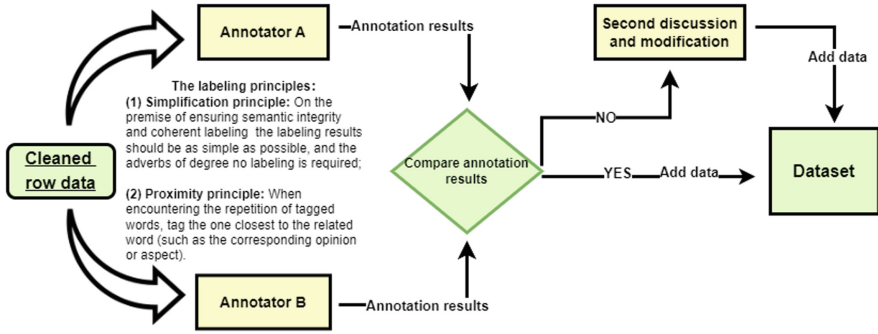 Annotator A
Annotation results
Second discussion
and modification
Add data
The labeling principles:
(1) Simplification principle: On the
premise of ensuring semantic integrity
and coherent labeling the labeling results
should be as simple as possible, and the
adverbs of degree no labeling is required;
Cleaned
row data
(2) Proximity principle: When
encountering the repetition of tagged
words, tag the one closest to the related
word (such as the corresponding opinion
or aspect).
Compare annotation
results
NO
YES
Add data
Dataset
Annotator B
Annotation results